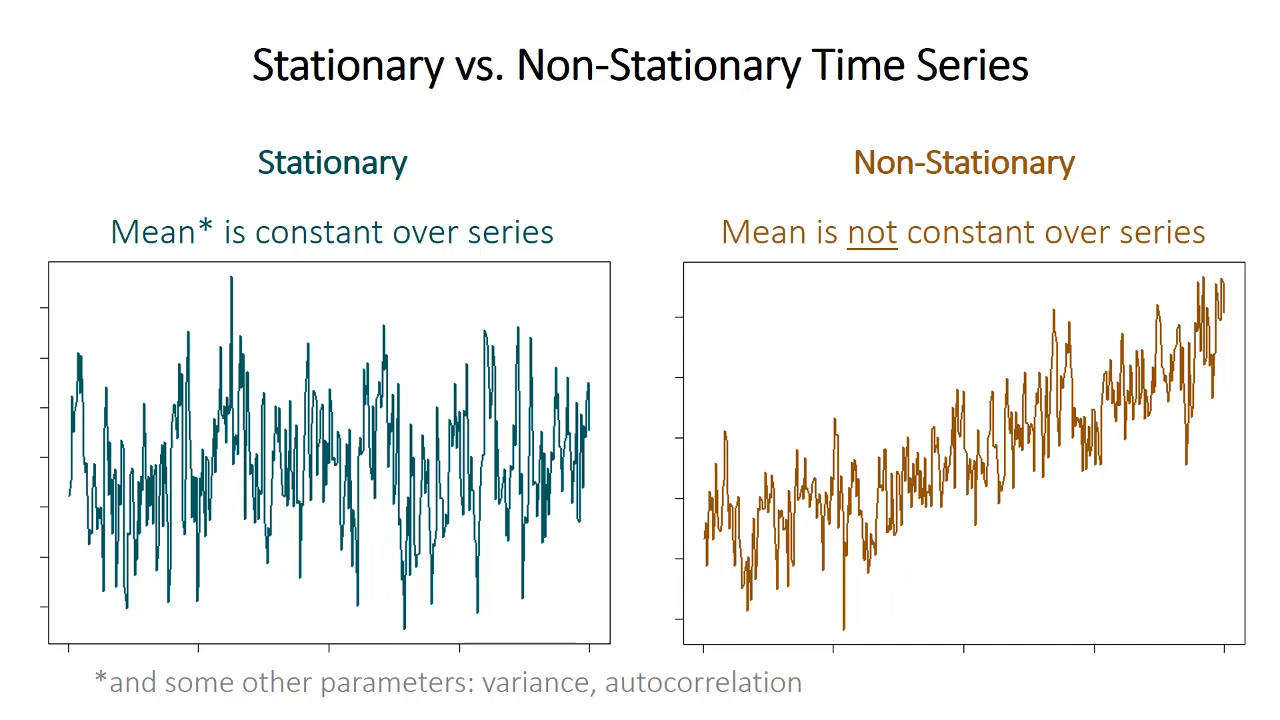 Stationary vs. Non-Stationary Time Series
Stationary
Mean* is constant over series
Non-Stationary
Mean is not constant over series
*and some other parameters: variance, autocorrelation